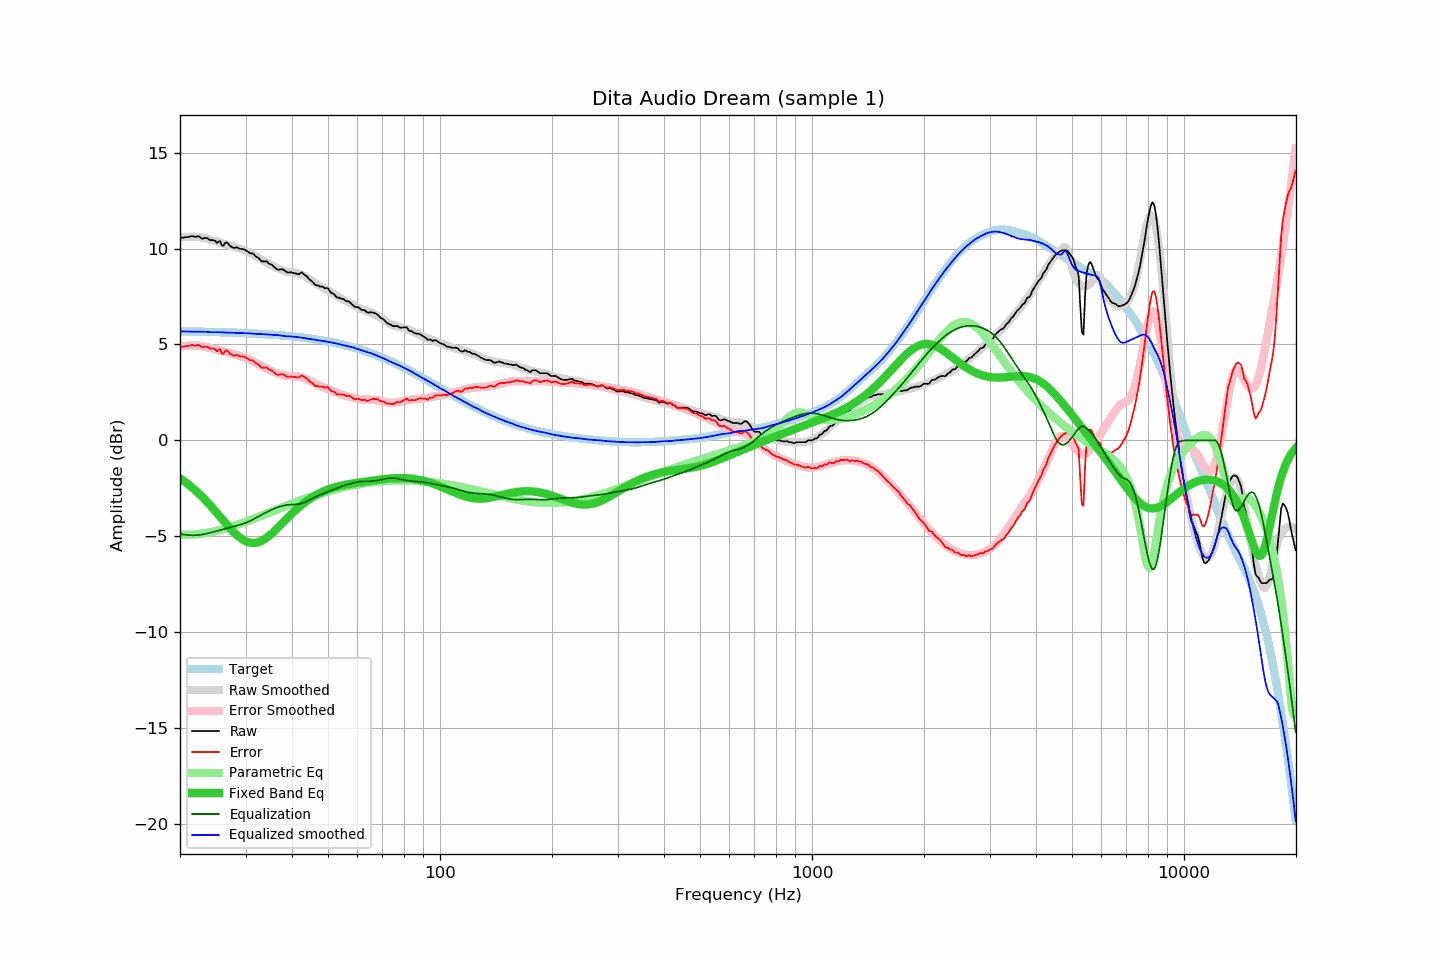 Dita Audio Dream (sample 1)
15
10
5
0
−5
−10
−15
−20
Amplitude (dBr)
Target
Raw Smoothed
Error Smoothed
Raw
Error
Parametric Eq
Fixed Band Eq
Equalization
Equalized smoothed
100
1000
10000
Frequency (Hz)